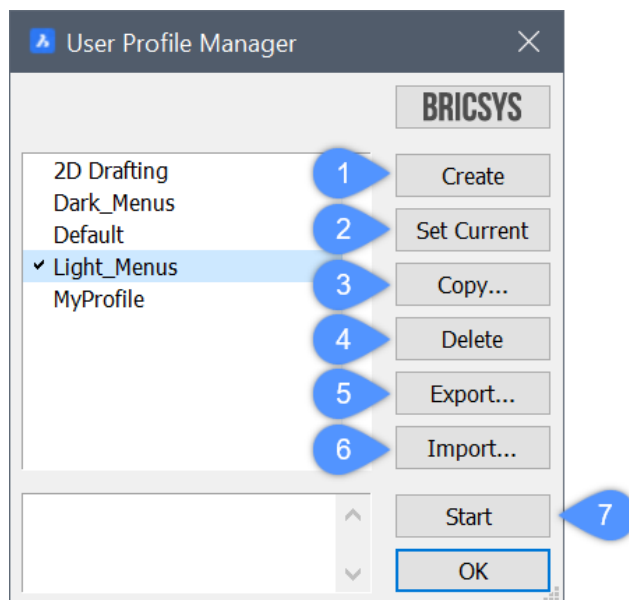 User Profile Manager
BRICSYS
2D Drafting
Dark_Menus
Default
Light_Menus
MyProfile
1
Create
2
Set Current
3
Copy...
4
Delete
5
Export...
6
Import...
Start
7
OK